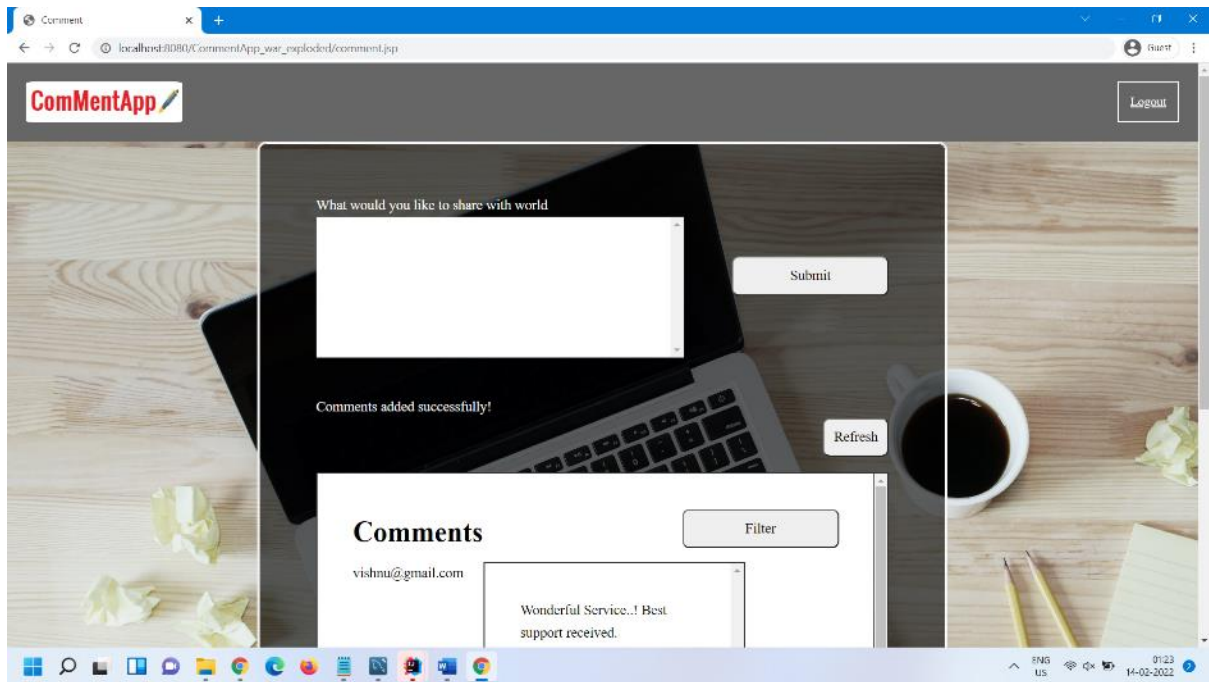 Comment
localhost:8080/CommentApp_war_exploded/comment.jsp
Guest
ComMentApp
Logout
What would you like to share with world
Submit
Comments added successfully!
Refresh
Comments
Filter
vishnu@gmail.com
Wonderful Service..! Best
support received.
ENG
US
01:23
14-02-2022
2